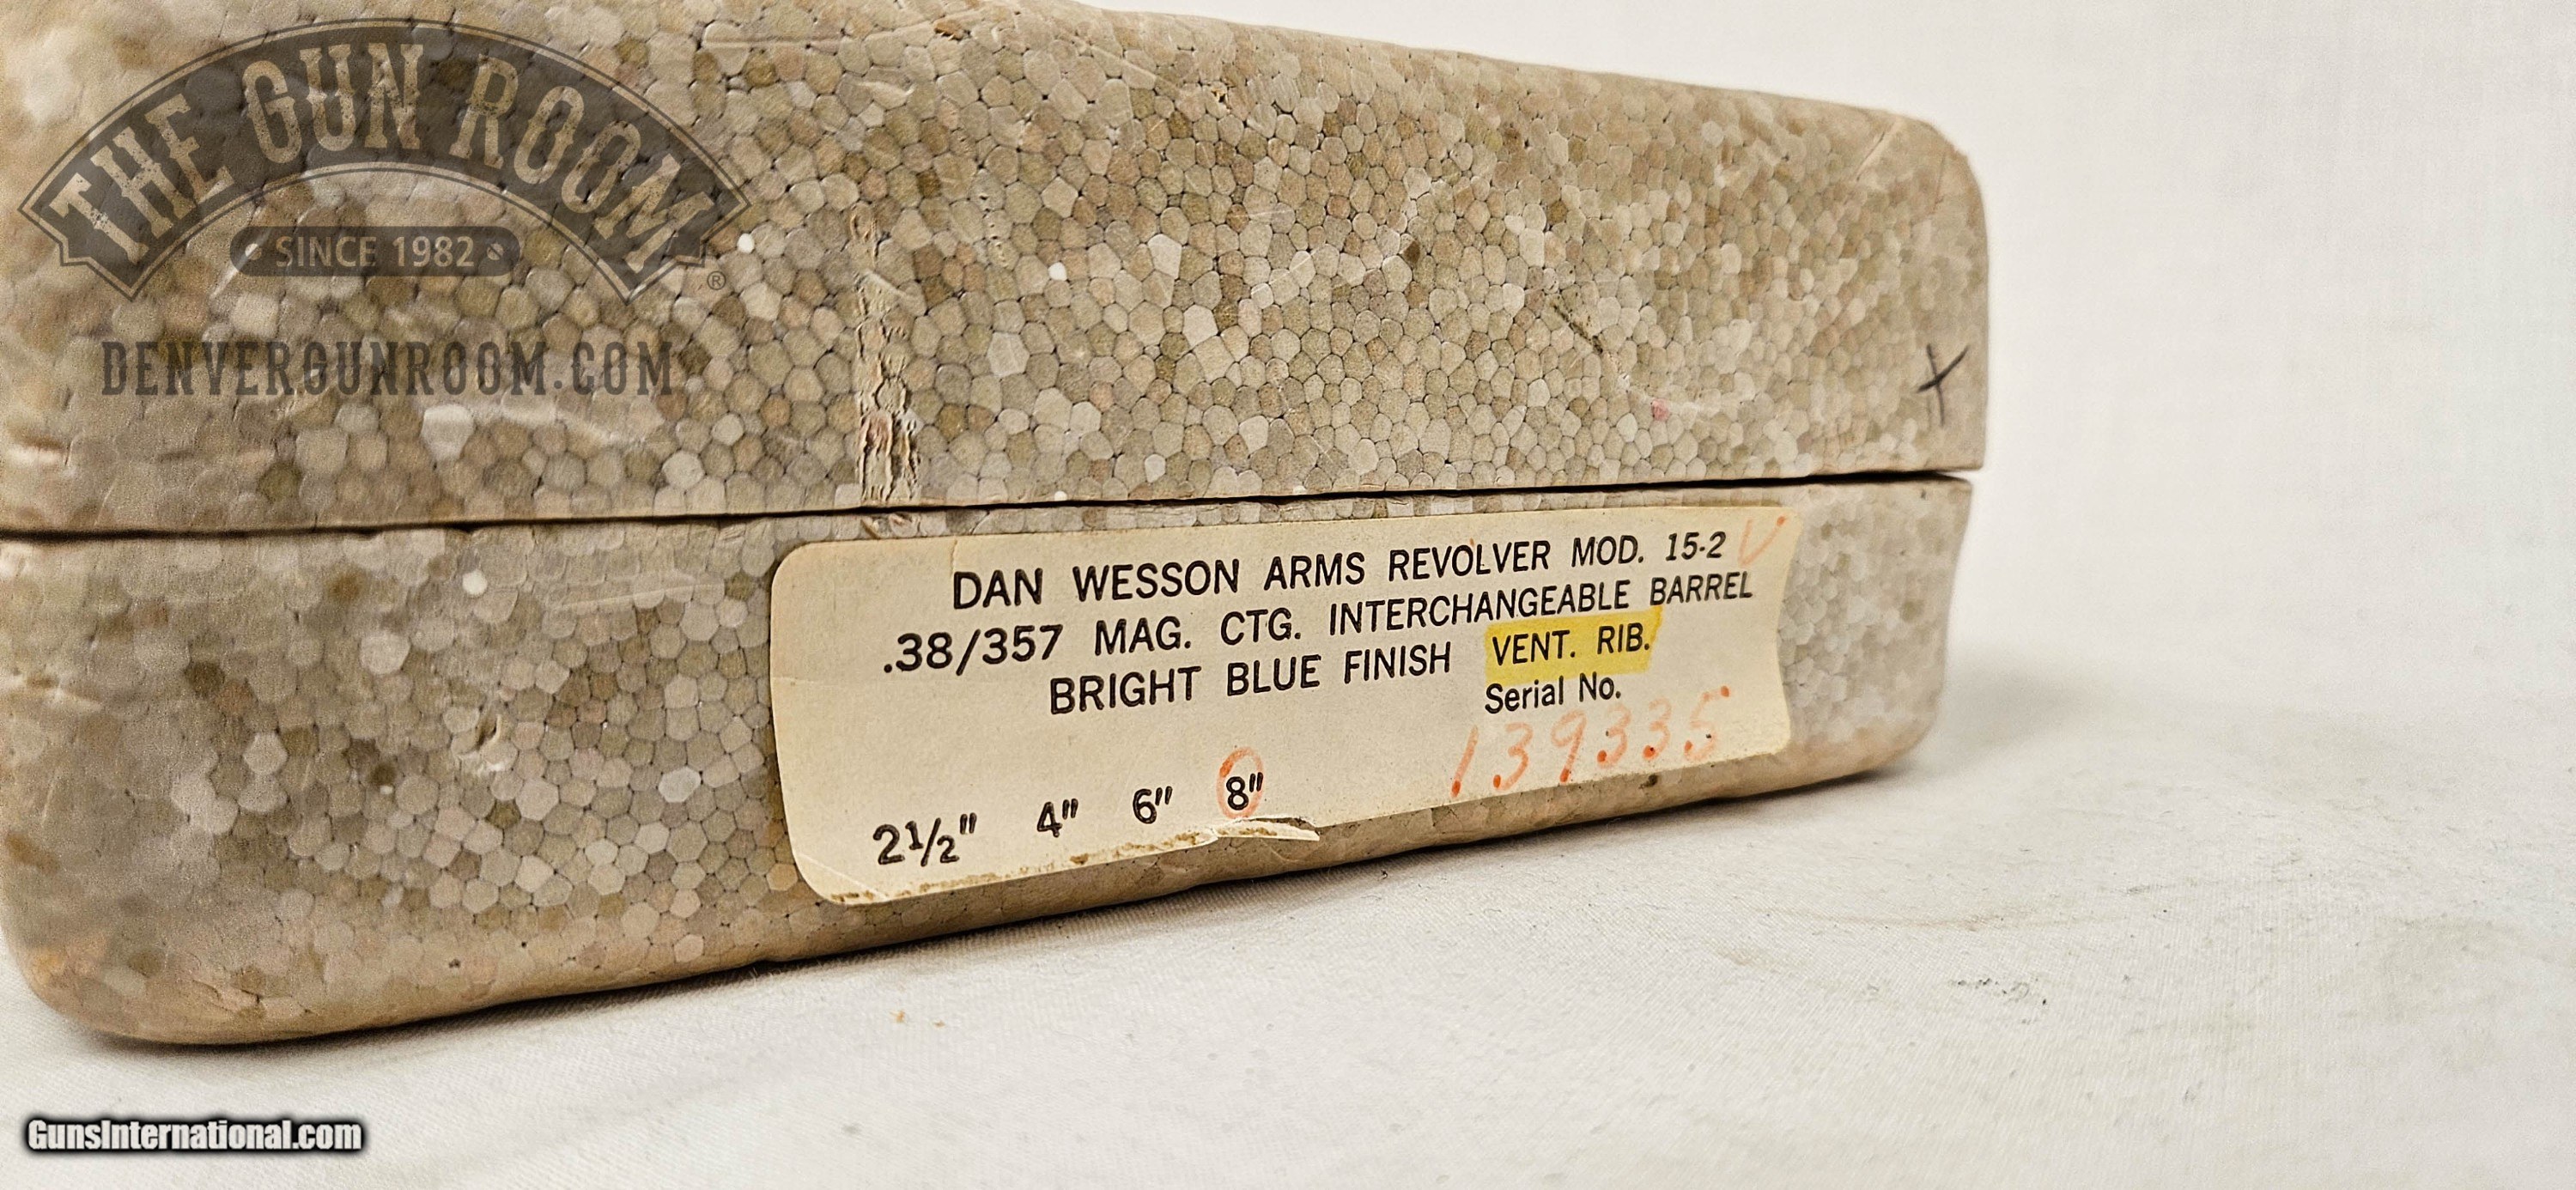 THE GUN ROOM
• SINCE 1982 •
®
DENVERGUNROOM.COM
X
DAN WESSON ARMS REVOLVER MOD. 15-2 V
.38/357 MAG. CTG. INTERCHANGEABLE BARREL
BRIGHT BLUE FINISH VENT. RIB.
Serial No.
139335
2½" 4" 6" 8"
GunsInternational.com